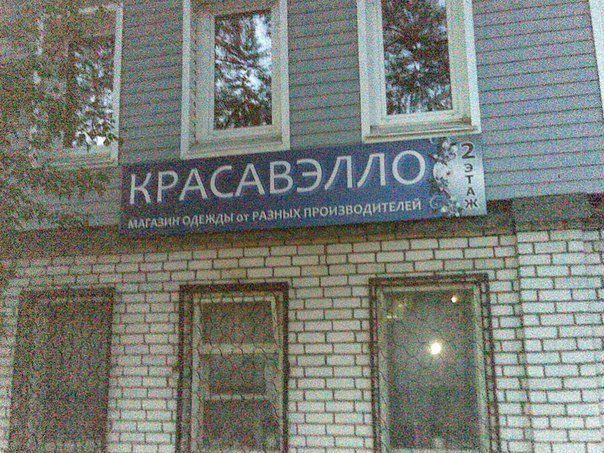 КРАСАВЭЛЛО
МАГАЗИН ОДЕЖДЫ от РАЗНЫХ ПРОИЗВОДИТЕЛЕЙ
2
ЭТАЖ